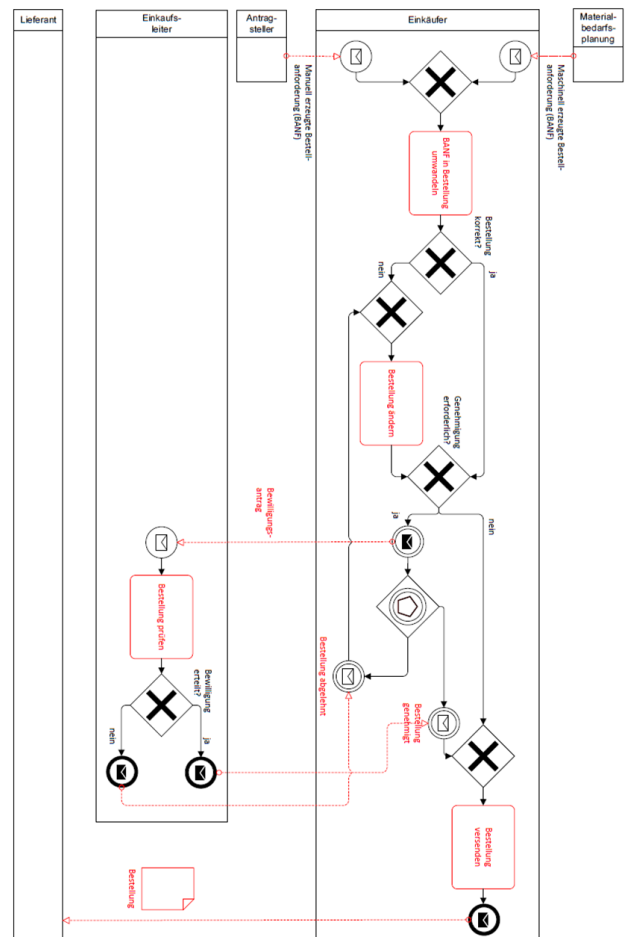 Lieferant
Einkaufs-
leiter
Antrag-
steller
Einkäufer
Material-
bedarfs-
planung
Manuell erzeugte Bestell-
anforderung (BANF)
Maschinell erzeugte Bestell-
anforderung (BANF)
BANF in Bestellung
umwandeln
Bestellung
korrekt?
ja
nein
Bestellung ändern
Genehmigung
erforderlich?
ja
nein
Bewilligungs-
antrag
Bestellung prüfen
Bewilligung
erteilt?
ja
nein
Bestellung abgelehnt
Bestellung
genehmigt
Bestellung
versenden
Bestellung